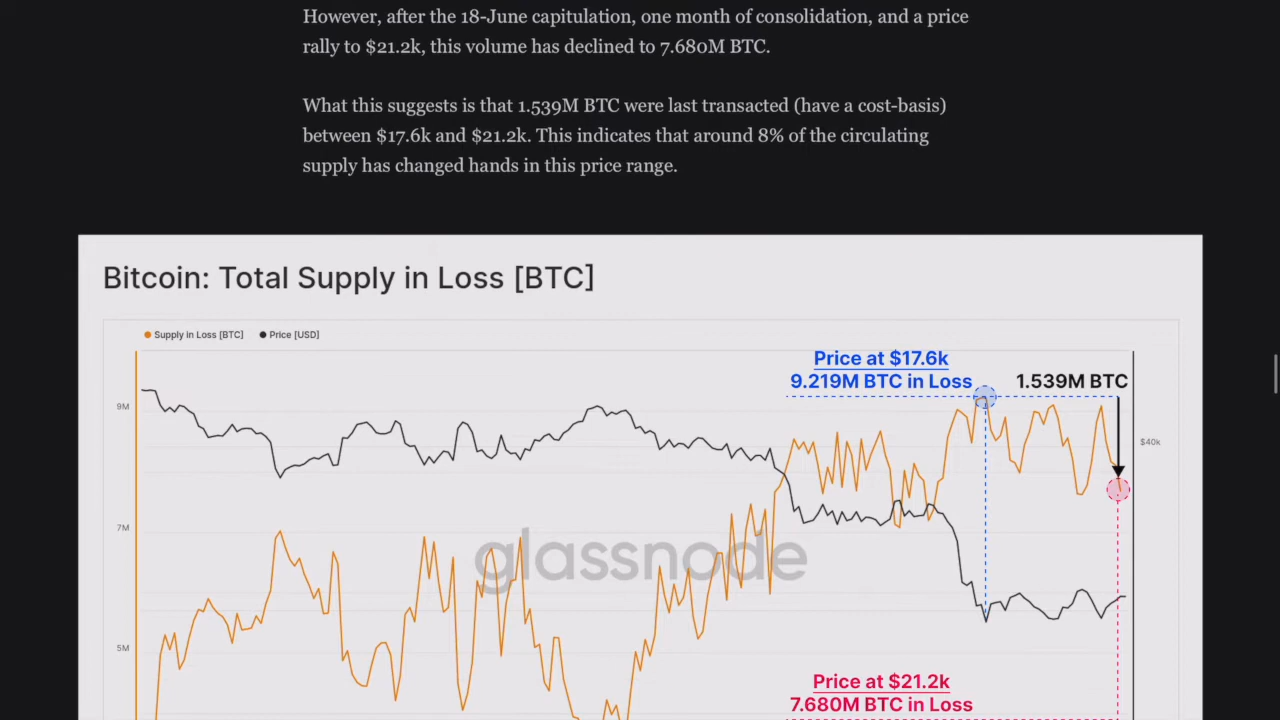 However, after the 18-June capitulation, one month of consolidation, and a price
rally to $21.2k, this volume has declined to 7.680M BTC.
What this suggests is that 1.539M BTC were last transacted (have a cost-basis)
between $17.6k and $21.2k. This indicates that around 8% of the circulating
supply has changed hands in this price range.
Bitcoin: Total Supply in Loss [BTC]
Supply in Loss [BTC] Price [USD]
Price at $17.6k
9.219M BTC in Loss
1.539M BTC
9M
$40k
7M
glassnode
5M
Price at $21.2k
7.680M BTC in Loss